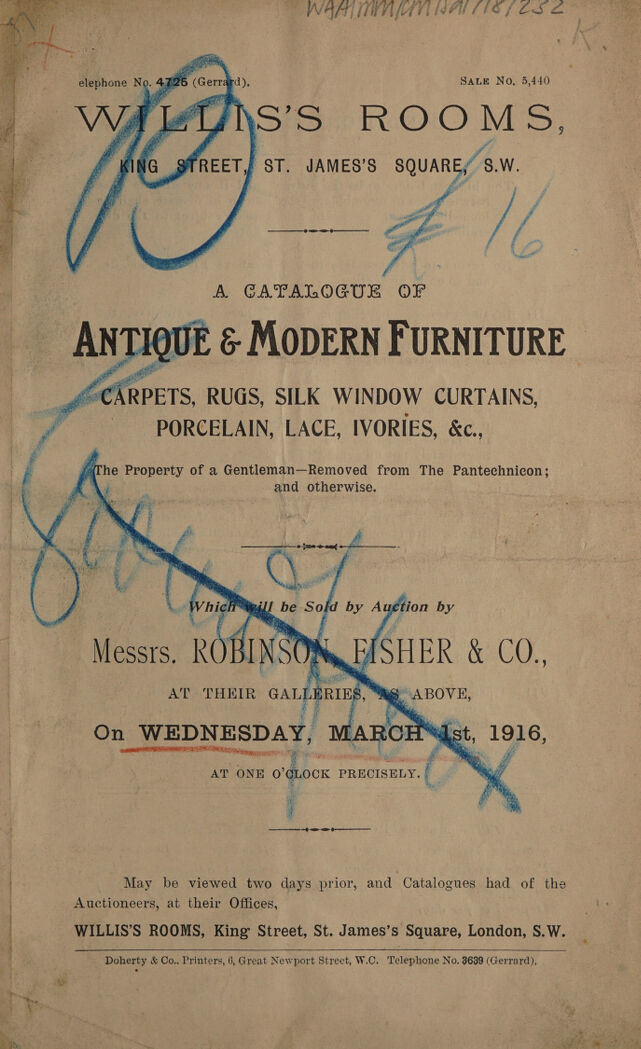 elephone No. 4725 (Gerrard). SALE No. 5,440
WILLIS'S ROOMS,
KING STREET, ST. JAMES'S SQUARE, S.W.
£ 16
A CATALOGUE OF
ANTIQUE & MODERN FURNITURE
CARPETS, RUGS, SILK WINDOW CURTAINS,
PORCELAIN, LACE, IVORIES, &c.,
The Property of a Gentleman—Removed from The Pantechnicon;
and otherwise.
Which will be Sold by Auction by
Messrs. ROBINSON, FISHER & CO.,
AT THEIR GALLERIES, AS ABOVE,
On WEDNESDAY, MARCH 1st, 1916,
AT ONE O'CLOCK PRECISELY.
May be viewed two days prior, and Catalogues had of the
Auctioneers, at their Offices,
WILLIS'S ROOMS, King Street, St. James's Square, London, S.W.
Doherty & Co., Printers, 6, Great Newport Street, W.C. Telephone No. 3639 (Gerrard).